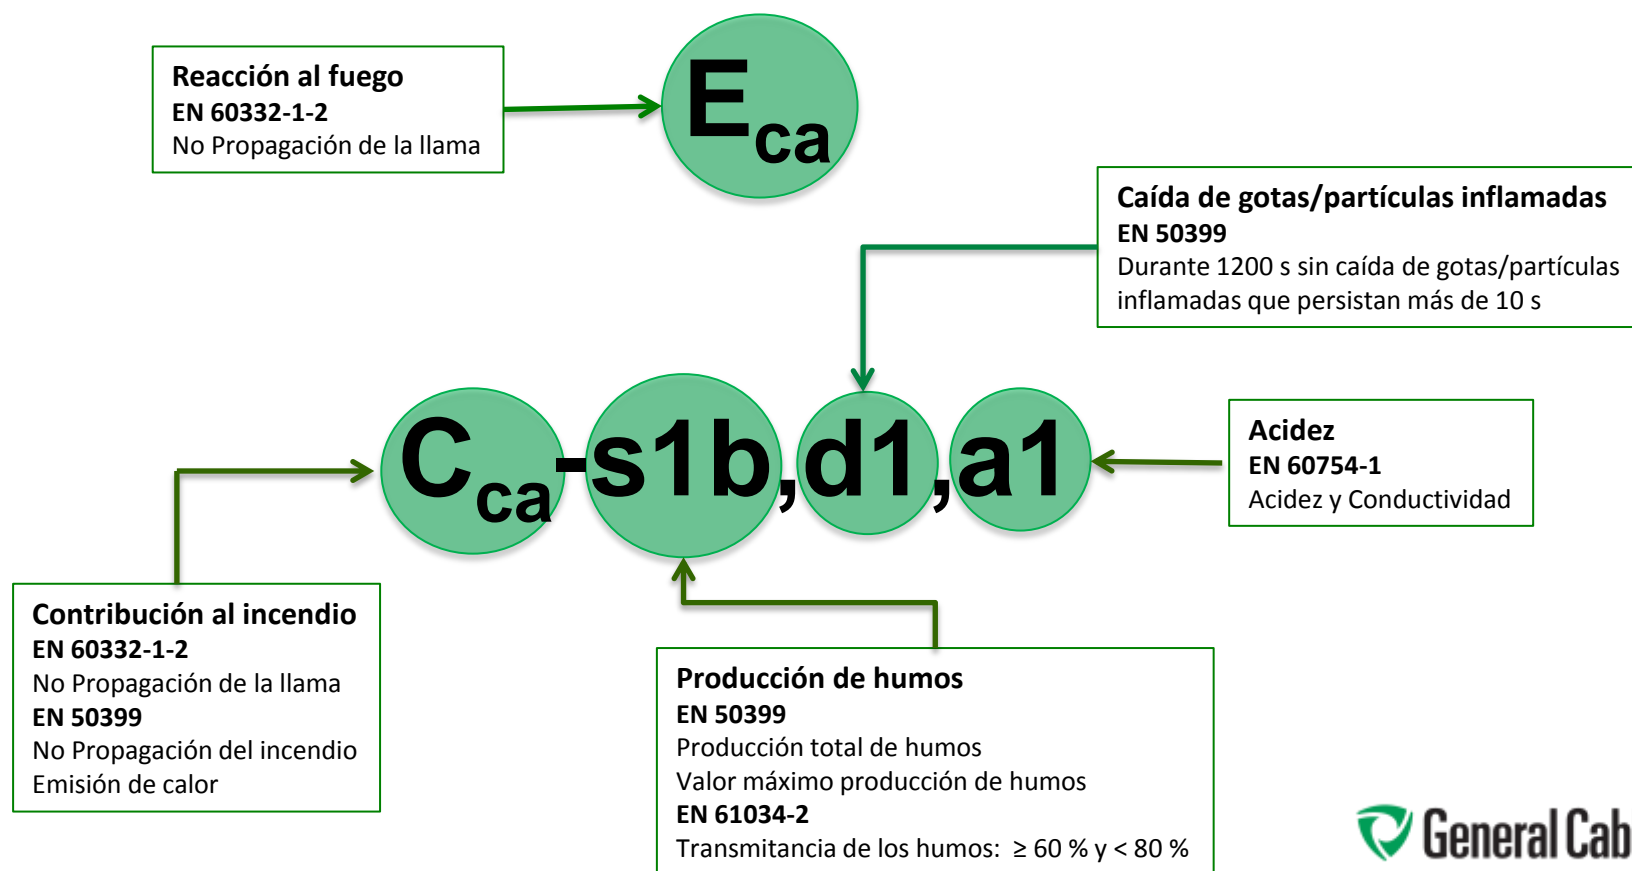 Reacción al fuego
EN 60332-1-2
No Propagación de la llama
Eca
Caída de gotas/partículas inflamadas
EN 50399
Durante 1200 s sin caída de gotas/partículas
inflamadas que persistan más de 10 s
Cca-s1b,d1,a1
Acidez
EN 60754-1
Acidez y Conductividad
Contribución al incendio
EN 60332-1-2
No Propagación de la llama
EN 50399
No Propagación del incendio
Emisión de calor
Producción de humos
EN 50399
Producción total de humos
Valor máximo producción de humos
EN 61034-2
Transmitancia de los humos: ≥ 60 % y < 80 %
General Cab